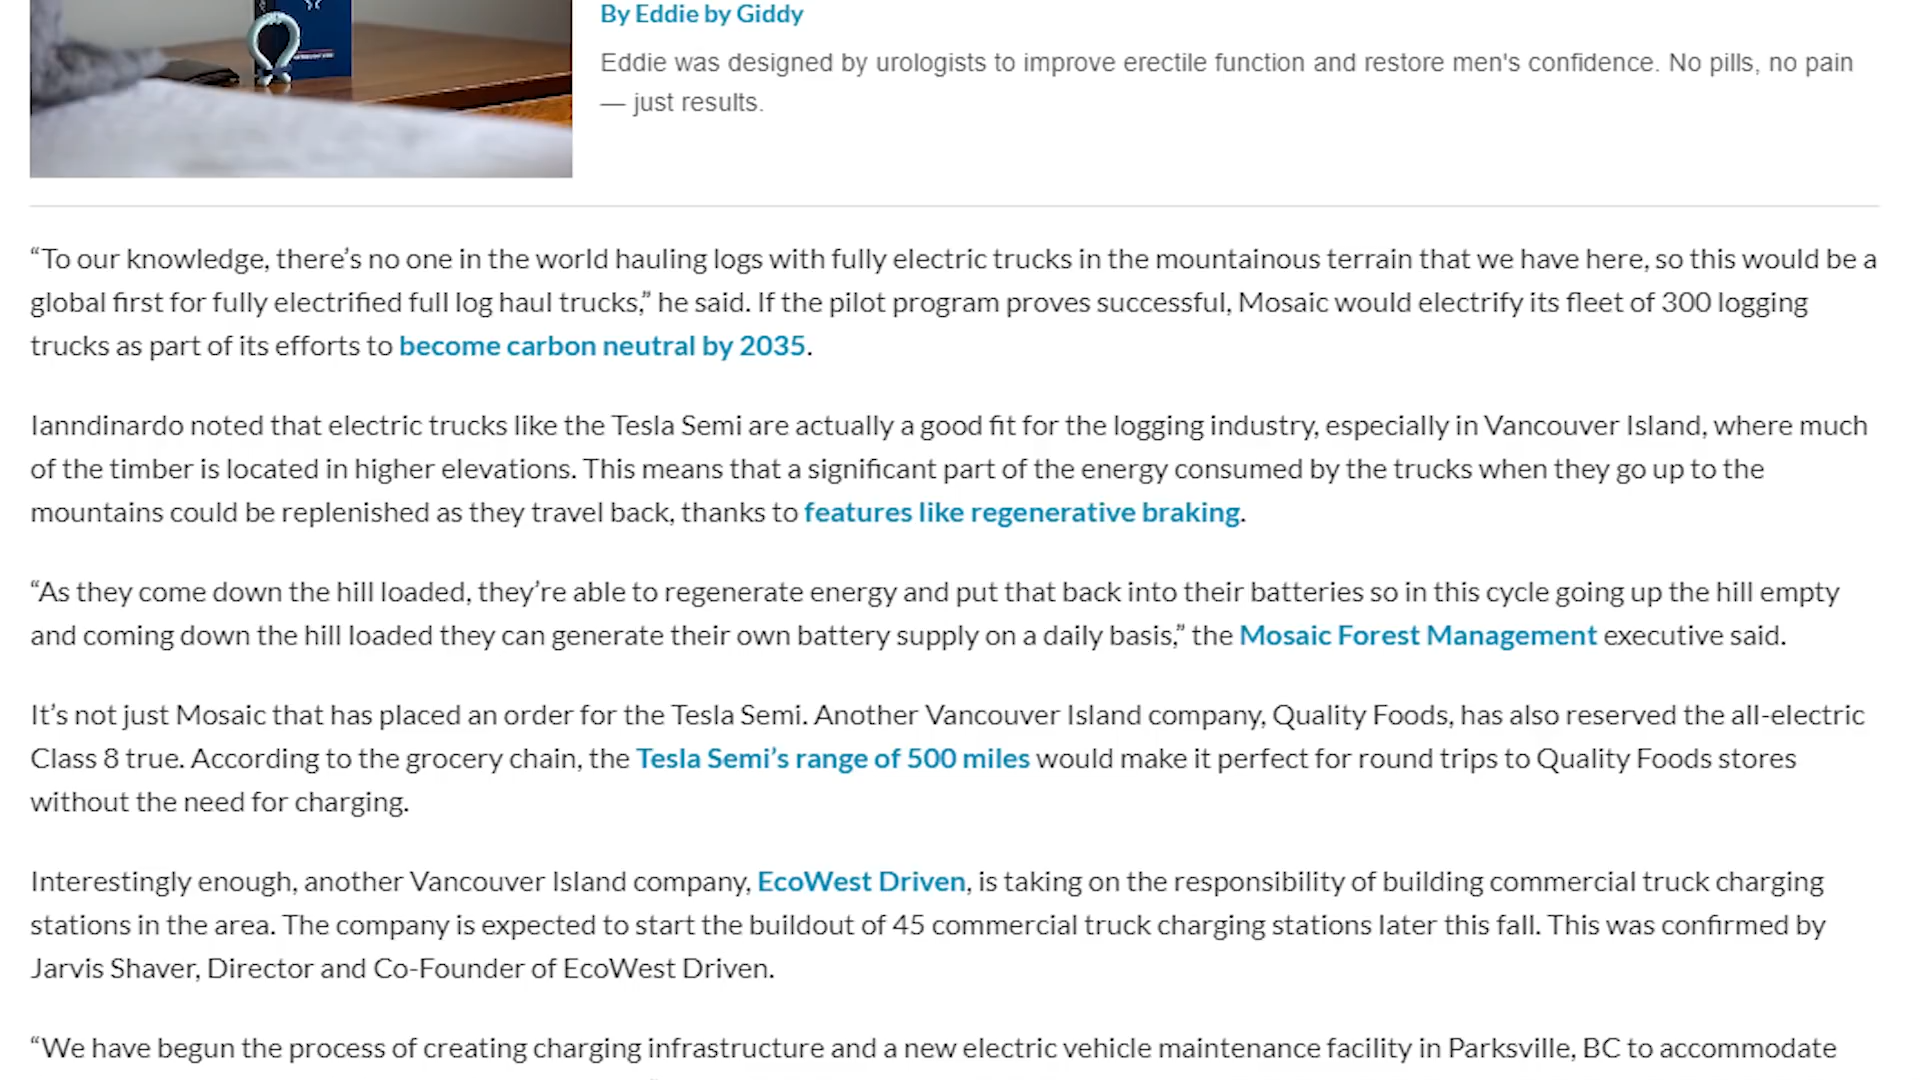 By Eddie by Giddy
Eddie was designed by urologists to improve erectile function and restore men's confidence. No pills, no pain
— just results.
“To our knowledge, there’s no one in the world hauling logs with fully electric trucks in the mountainous terrain that we have here, so this would be a
global first for fully electrified full log haul trucks,” he said. If the pilot program proves successful, Mosaic would electrify its fleet of 300 logging
trucks as part of its efforts to become carbon neutral by 2035.
Ianndinardo noted that electric trucks like the Tesla Semi are actually a good fit for the logging industry, especially in Vancouver Island, where much
of the timber is located in higher elevations. This means that a significant part of the energy consumed by the trucks when they go up to the
mountains could be replenished as they travel back, thanks to features like regenerative braking.
“As they come down the hill loaded, they’re able to regenerate energy and put that back into their batteries so in this cycle going up the hill empty
and coming down the hill loaded they can generate their own battery supply on a daily basis,” the Mosaic Forest Management executive said.
It’s not just Mosaic that has placed an order for the Tesla Semi. Another Vancouver Island company, Quality Foods, has also reserved the all-electric
Class 8 true. According to the grocery chain, the Tesla Semi’s range of 500 miles would make it perfect for round trips to Quality Foods stores
without the need for charging.
Interestingly enough, another Vancouver Island company, EcoWest Driven, is taking on the responsibility of building commercial truck charging
stations in the area. The company is expected to start the buildout of 45 commercial truck charging stations later this fall. This was confirmed by
Jarvis Shaver, Director and Co-Founder of EcoWest Driven.
“We have begun the process of creating charging infrastructure and a new electric vehicle maintenance facility in Parksville, BC to accommodate